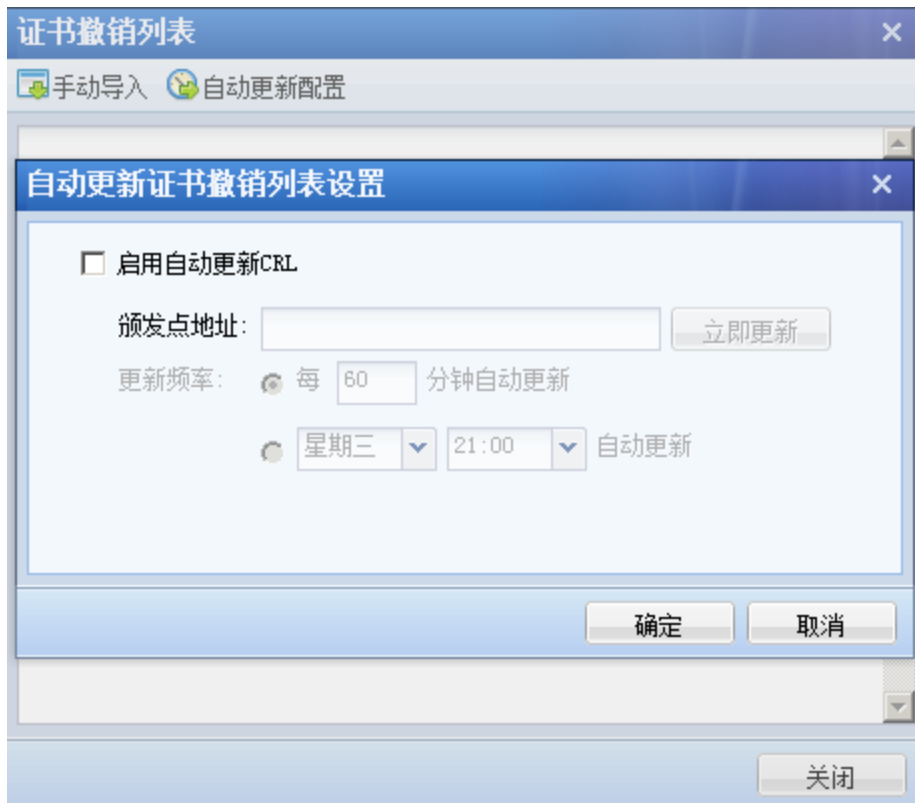 证书撤销列表
手动导入 自动更新配置
自动更新证书撤销列表设置
启用自动更新CRL
颁发点地址: 立即更新
更新频率: 每 60 分钟自动更新
星期三 21:00 自动更新
确定 取消
关闭